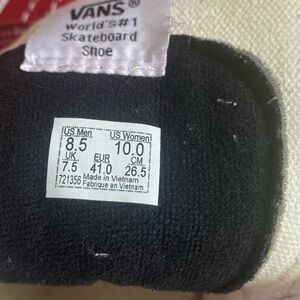 VANS®
World's #1
Skateboard
Shoe
US Men US Women
8.5 10.0
UK EUR CM
7.5 41.0 26.5
721356 Made in Vietnam
Fabrique en Vietnam